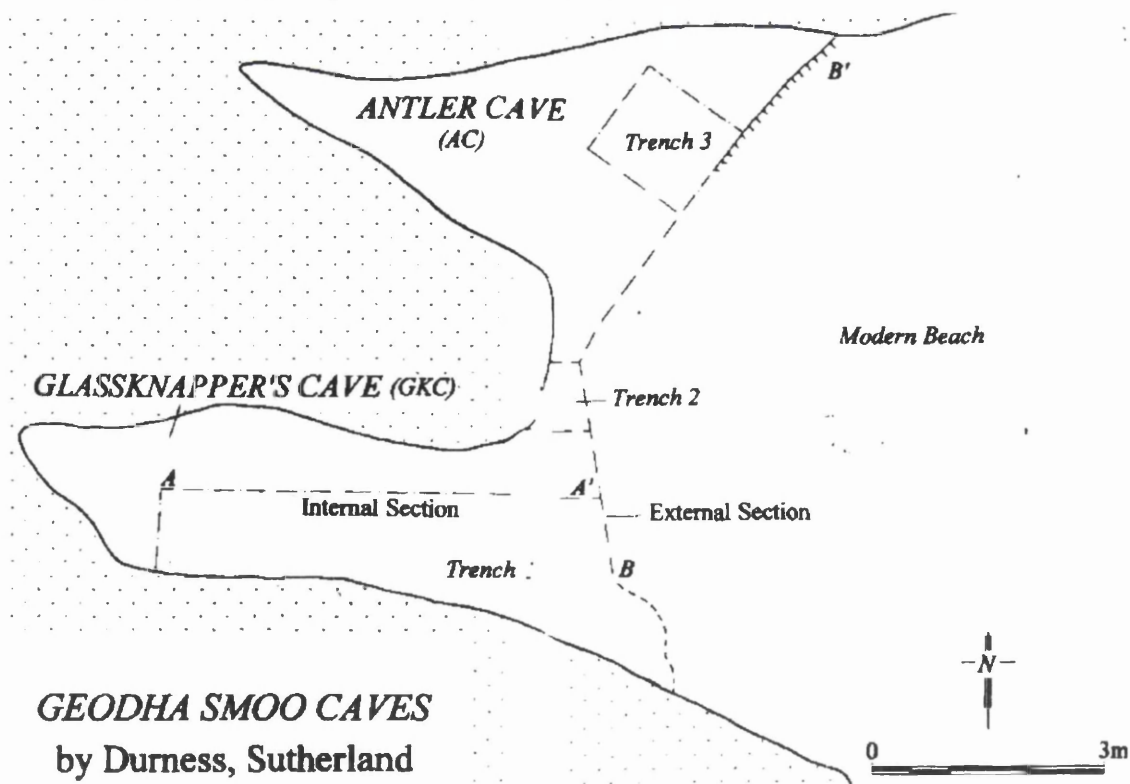 B'
ANTLER CAVE
(AC)
Trench 3
Modern Beach
GLASSKNAPPER'S CAVE (GKC)
Trench 2
A
A'
Internal Section
External Section
Trench
B
N
GEODHA SMOO CAVES
by Durness, Sutherland
0
3m